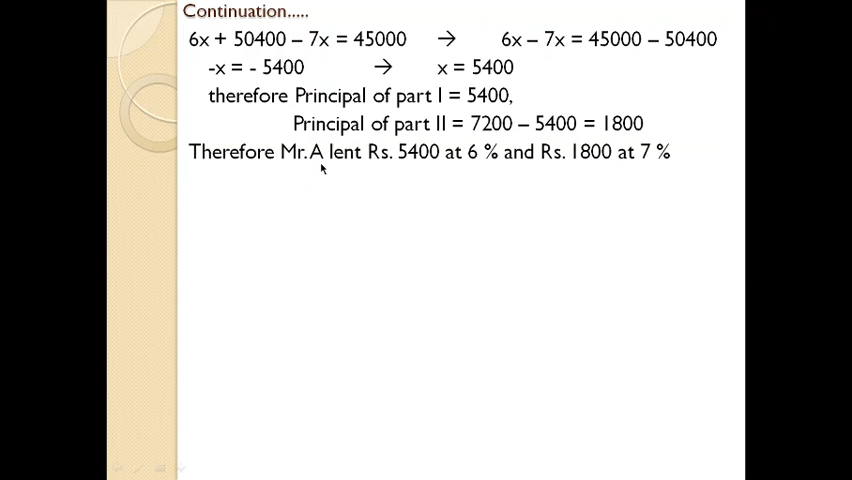 Continuation.....
6x + 50400 – 7x = 45000 → 6x – 7x = 45000 – 50400
-x = - 5400 → x = 5400
therefore Principal of part I = 5400,
Principal of part II = 7200 – 5400 = 1800
Therefore Mr. A lent Rs. 5400 at 6 % and Rs. 1800 at 7 %